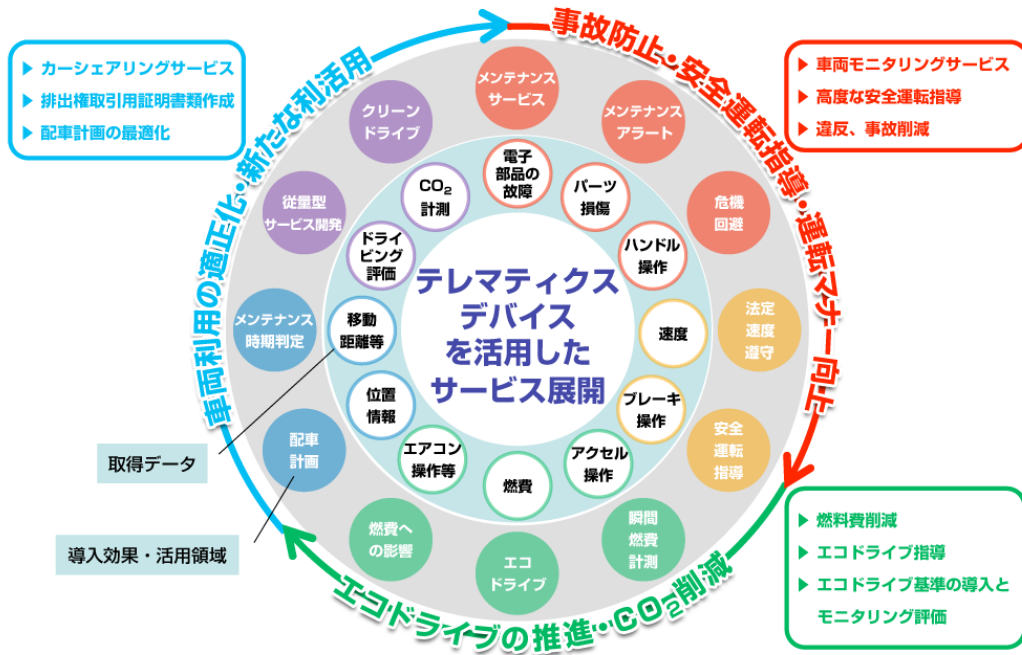 事故防止・安全運転指導・運転マナー向上
車両利用の適正化・新たな利活用
エコドライブの推進・CO₂削減
▶ カーシェアリングサービス
▶ 排出権取引用証明書類作成
▶ 配車計画の最適化
▶ 車両モニタリングサービス
▶ 高度な安全運転指導
▶ 違反、事故削減
▶ 燃料費削減
▶ エコドライブ指導
▶ エコドライブ基準の導入と
モニタリング評価
メンテナンス
サービス
メンテナンス
アラート
危機
回避
法定
速度
遵守
安全
運転
指導
瞬間
燃費
計測
エコ
ドライブ
燃費へ
の影響
配車
計画
メンテナンス
時期判定
従量型
サービス開発
クリーン
ドライブ
電子
部品の
故障
パーツ
損傷
ハンドル
操作
速度
ブレーキ
操作
アクセル
操作
燃費
エアコン
操作等
位置
情報
移動
距離等
ドライ
ビング
評価
CO₂
計測
テレマティクス
デバイス
を活用した
サービス展開
取得データ
導入効果・活用領域